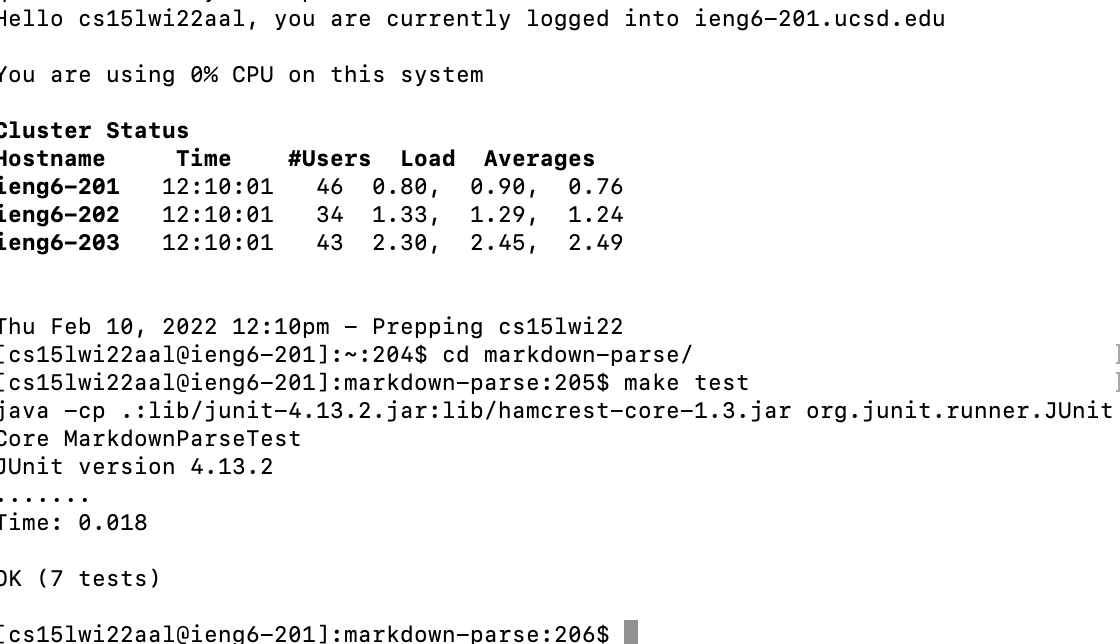 Hello cs15lwi22aal, you are currently logged into ieng6-201.ucsd.edu
You are using 0% CPU on this system
Cluster Status
Hostname Time #Users Load Averages
ieng6-201 12:10:01 46 0.80, 0.90, 0.76
ieng6-202 12:10:01 34 1.33, 1.29, 1.24
ieng6-203 12:10:01 43 2.30, 2.45, 2.49
Thu Feb 10, 2022 12:10pm - Prepping cs15lwi22
[cs15lwi22aal@ieng6-201]:~:204$ cd markdown-parse/ ]
[cs15lwi22aal@ieng6-201]:markdown-parse:205$ make test ]
java -cp .:lib/junit-4.13.2.jar:lib/hamcrest-core-1.3.jar org.junit.runner.JUnit
Core MarkdownParseTest
JUnit version 4.13.2
.......
Time: 0.018
OK (7 tests)
[cs15lwi22aal@ieng6-201]:markdown-parse:206$